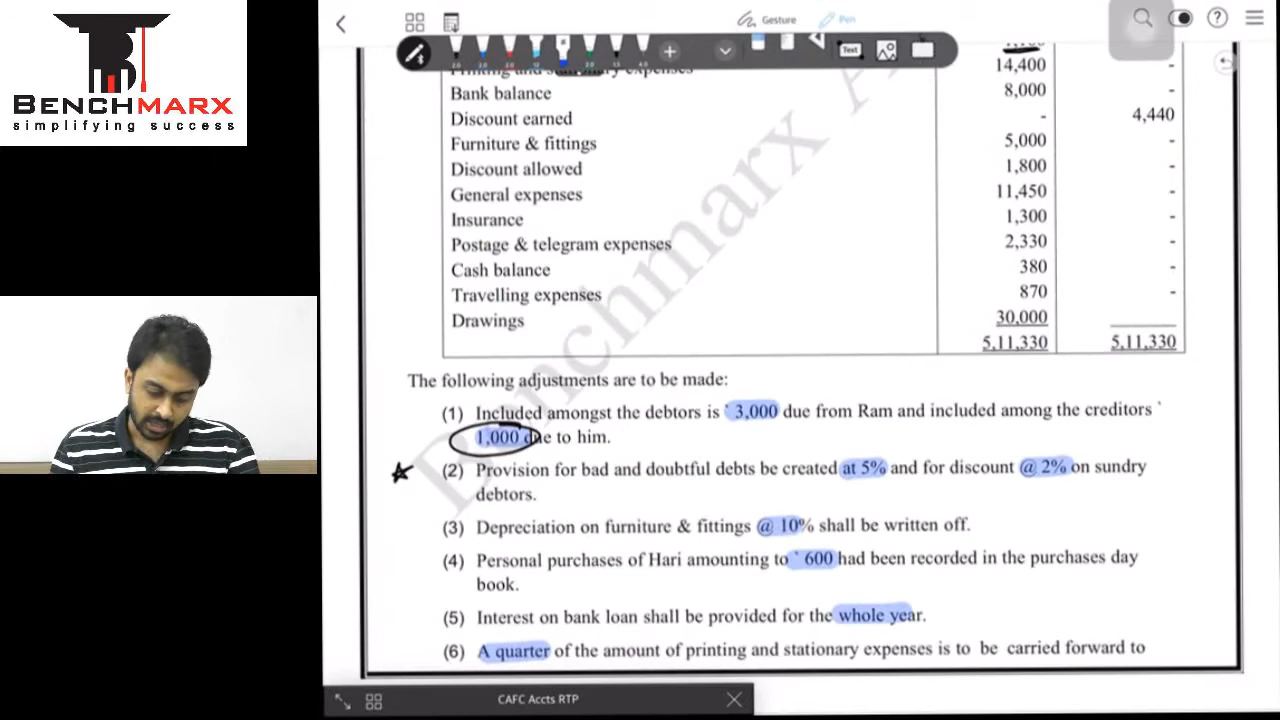 BENCHMARX
simplifying success
Gesture
Pen
Text
Printing and stationary expenses 14,400 -
Bank balance 8,000 -
Discount earned - 4,440
Furniture & fittings 5,000 -
Discount allowed 1,800 -
General expenses 11,450 -
Insurance 1,300 -
Postage & telegram expenses 2,330 -
Cash balance 380 -
Travelling expenses 870 -
Drawings 30,000
5,11,330 5,11,330
The following adjustments are to be made:
(1) Included amongst the debtors is ` 3,000 due from Ram and included among the creditors `
1,000 due to him.
(2) Provision for bad and doubtful debts be created at 5% and for discount @ 2% on sundry
debtors.
(3) Depreciation on furniture & fittings @ 10% shall be written off.
(4) Personal purchases of Hari amounting to ` 600 had been recorded in the purchases day
book.
(5) Interest on bank loan shall be provided for the whole year.
(6) A quarter of the amount of printing and stationary expenses is to be carried forward to
Benchmarx A
CAFC Accts RTP